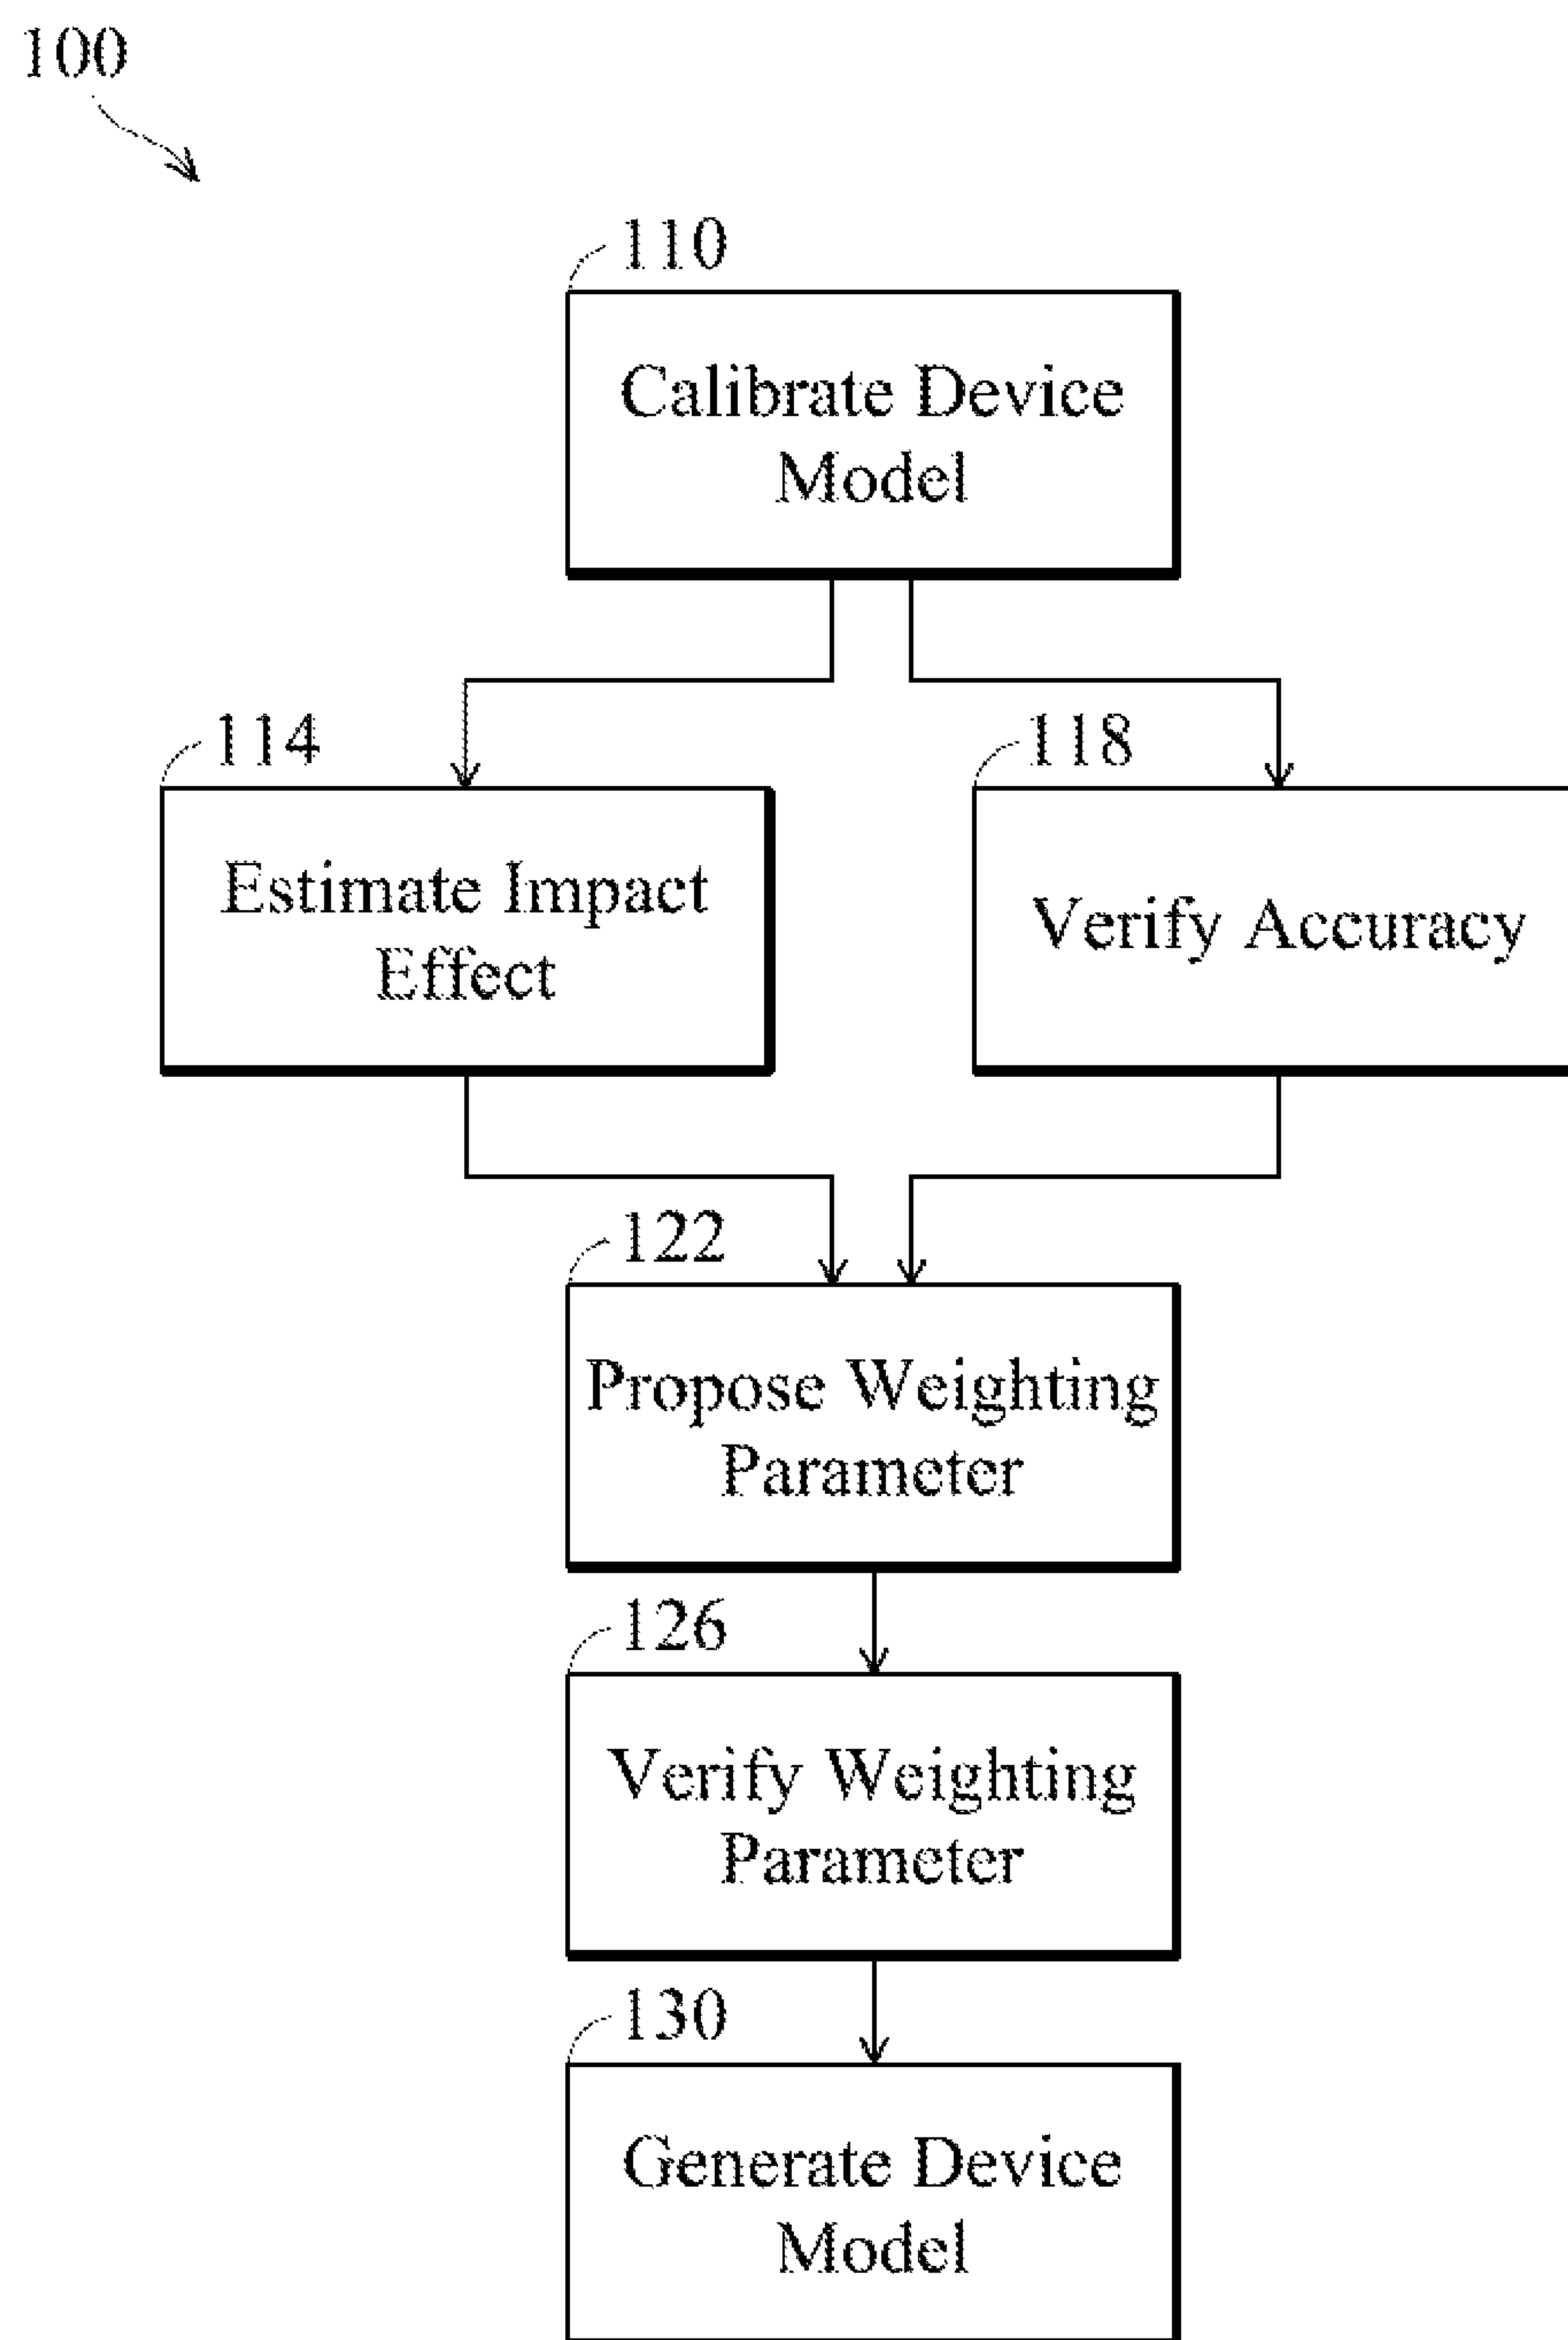 100
110
Calibrate Device
Model
114
118
Estimate Impact
Effect
Verify Accuracy
122
Propose Weighting
Parameter
126
Verify Weighting
Parameter
130
Generate Device
Model